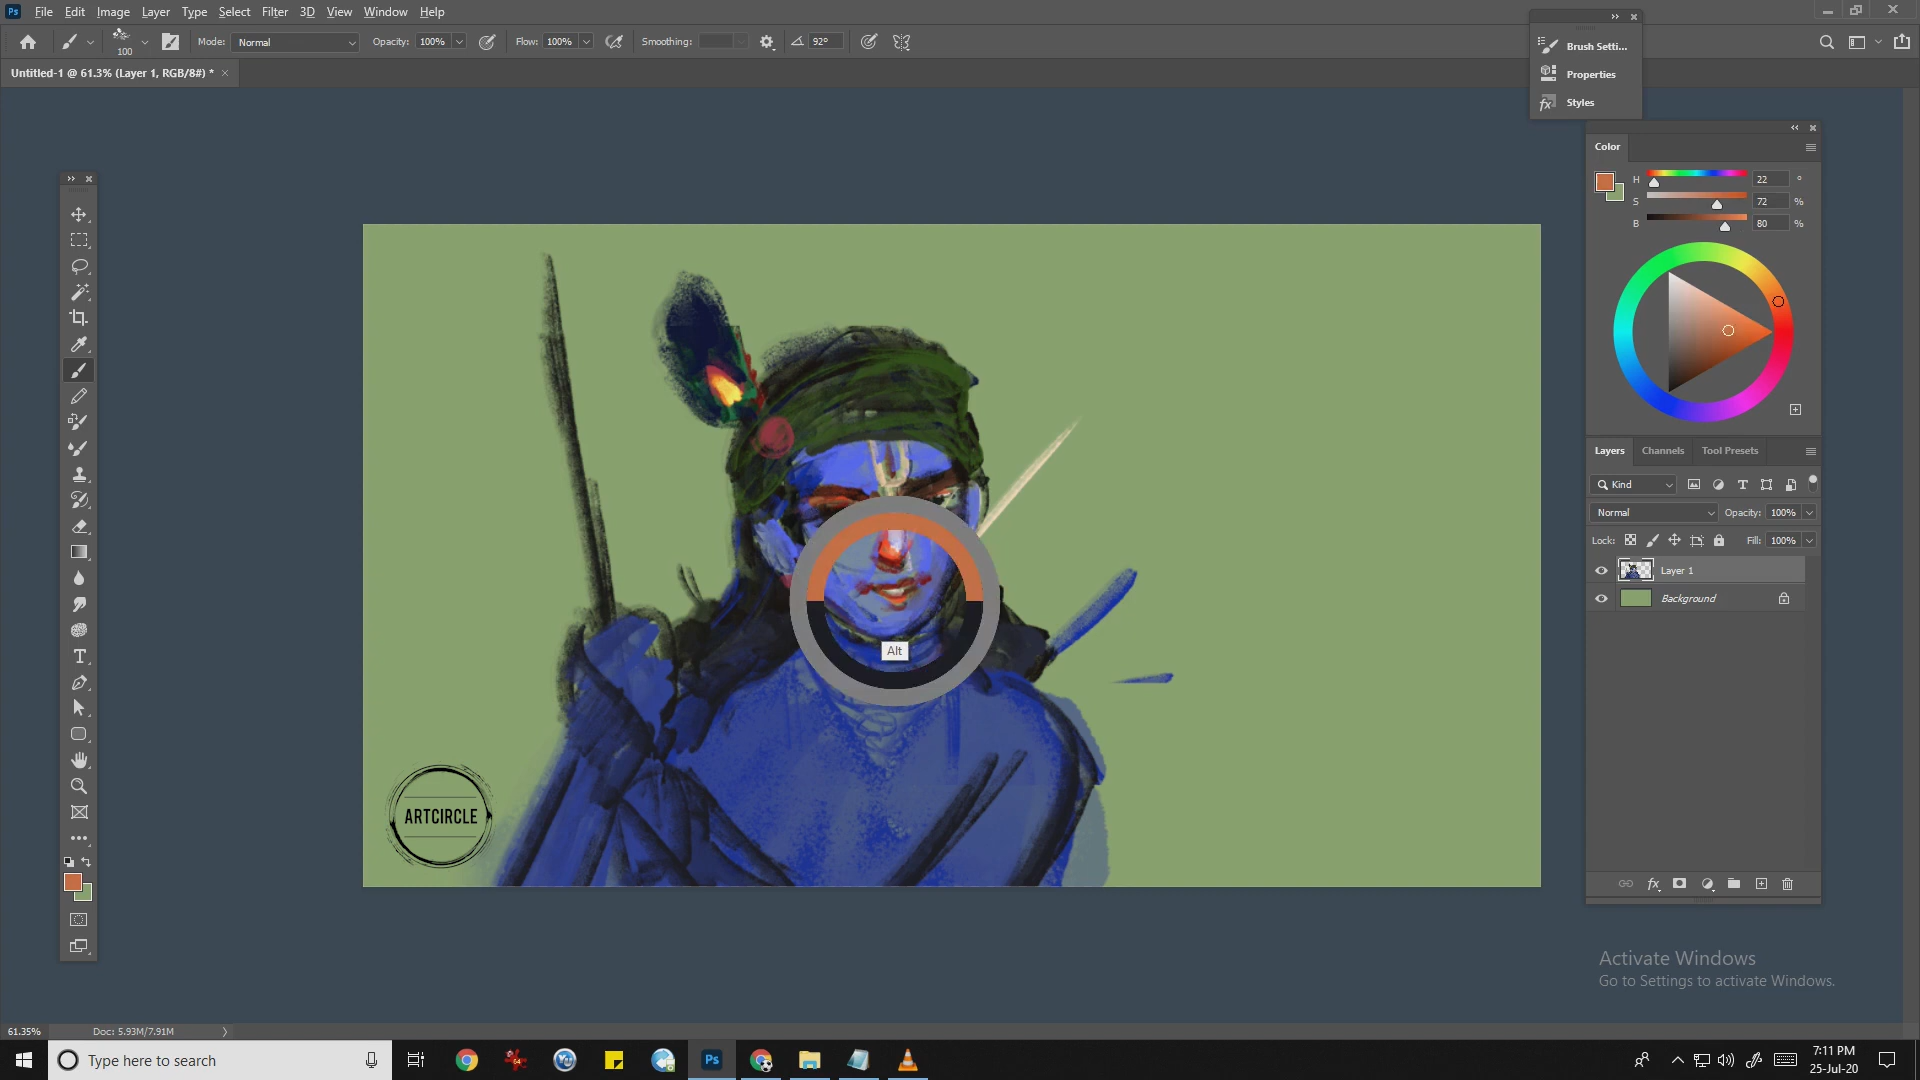 Ps File Edit Image Layer Type Select Filter 3D View Window Help
100 Mode: Normal Opacity: 100% Flow: 100% Smoothing: 92°
Untitled-1 @ 61.3% (Layer 1, RGB/8#) *
Brush Setti...
Properties
Styles
Color
H 22 °
S 72 %
B 80 %
Layers Channels Tool Presets
Kind
Normal Opacity: 100%
Lock: Fill: 100%
Layer 1
Background
Alt
ARTCIRCLE
Activate Windows
Go to Settings to activate Windows.
61.35% Doc: 5.93M/7.91M
Type here to search
Ps
7:11 PM
25-Jul-20